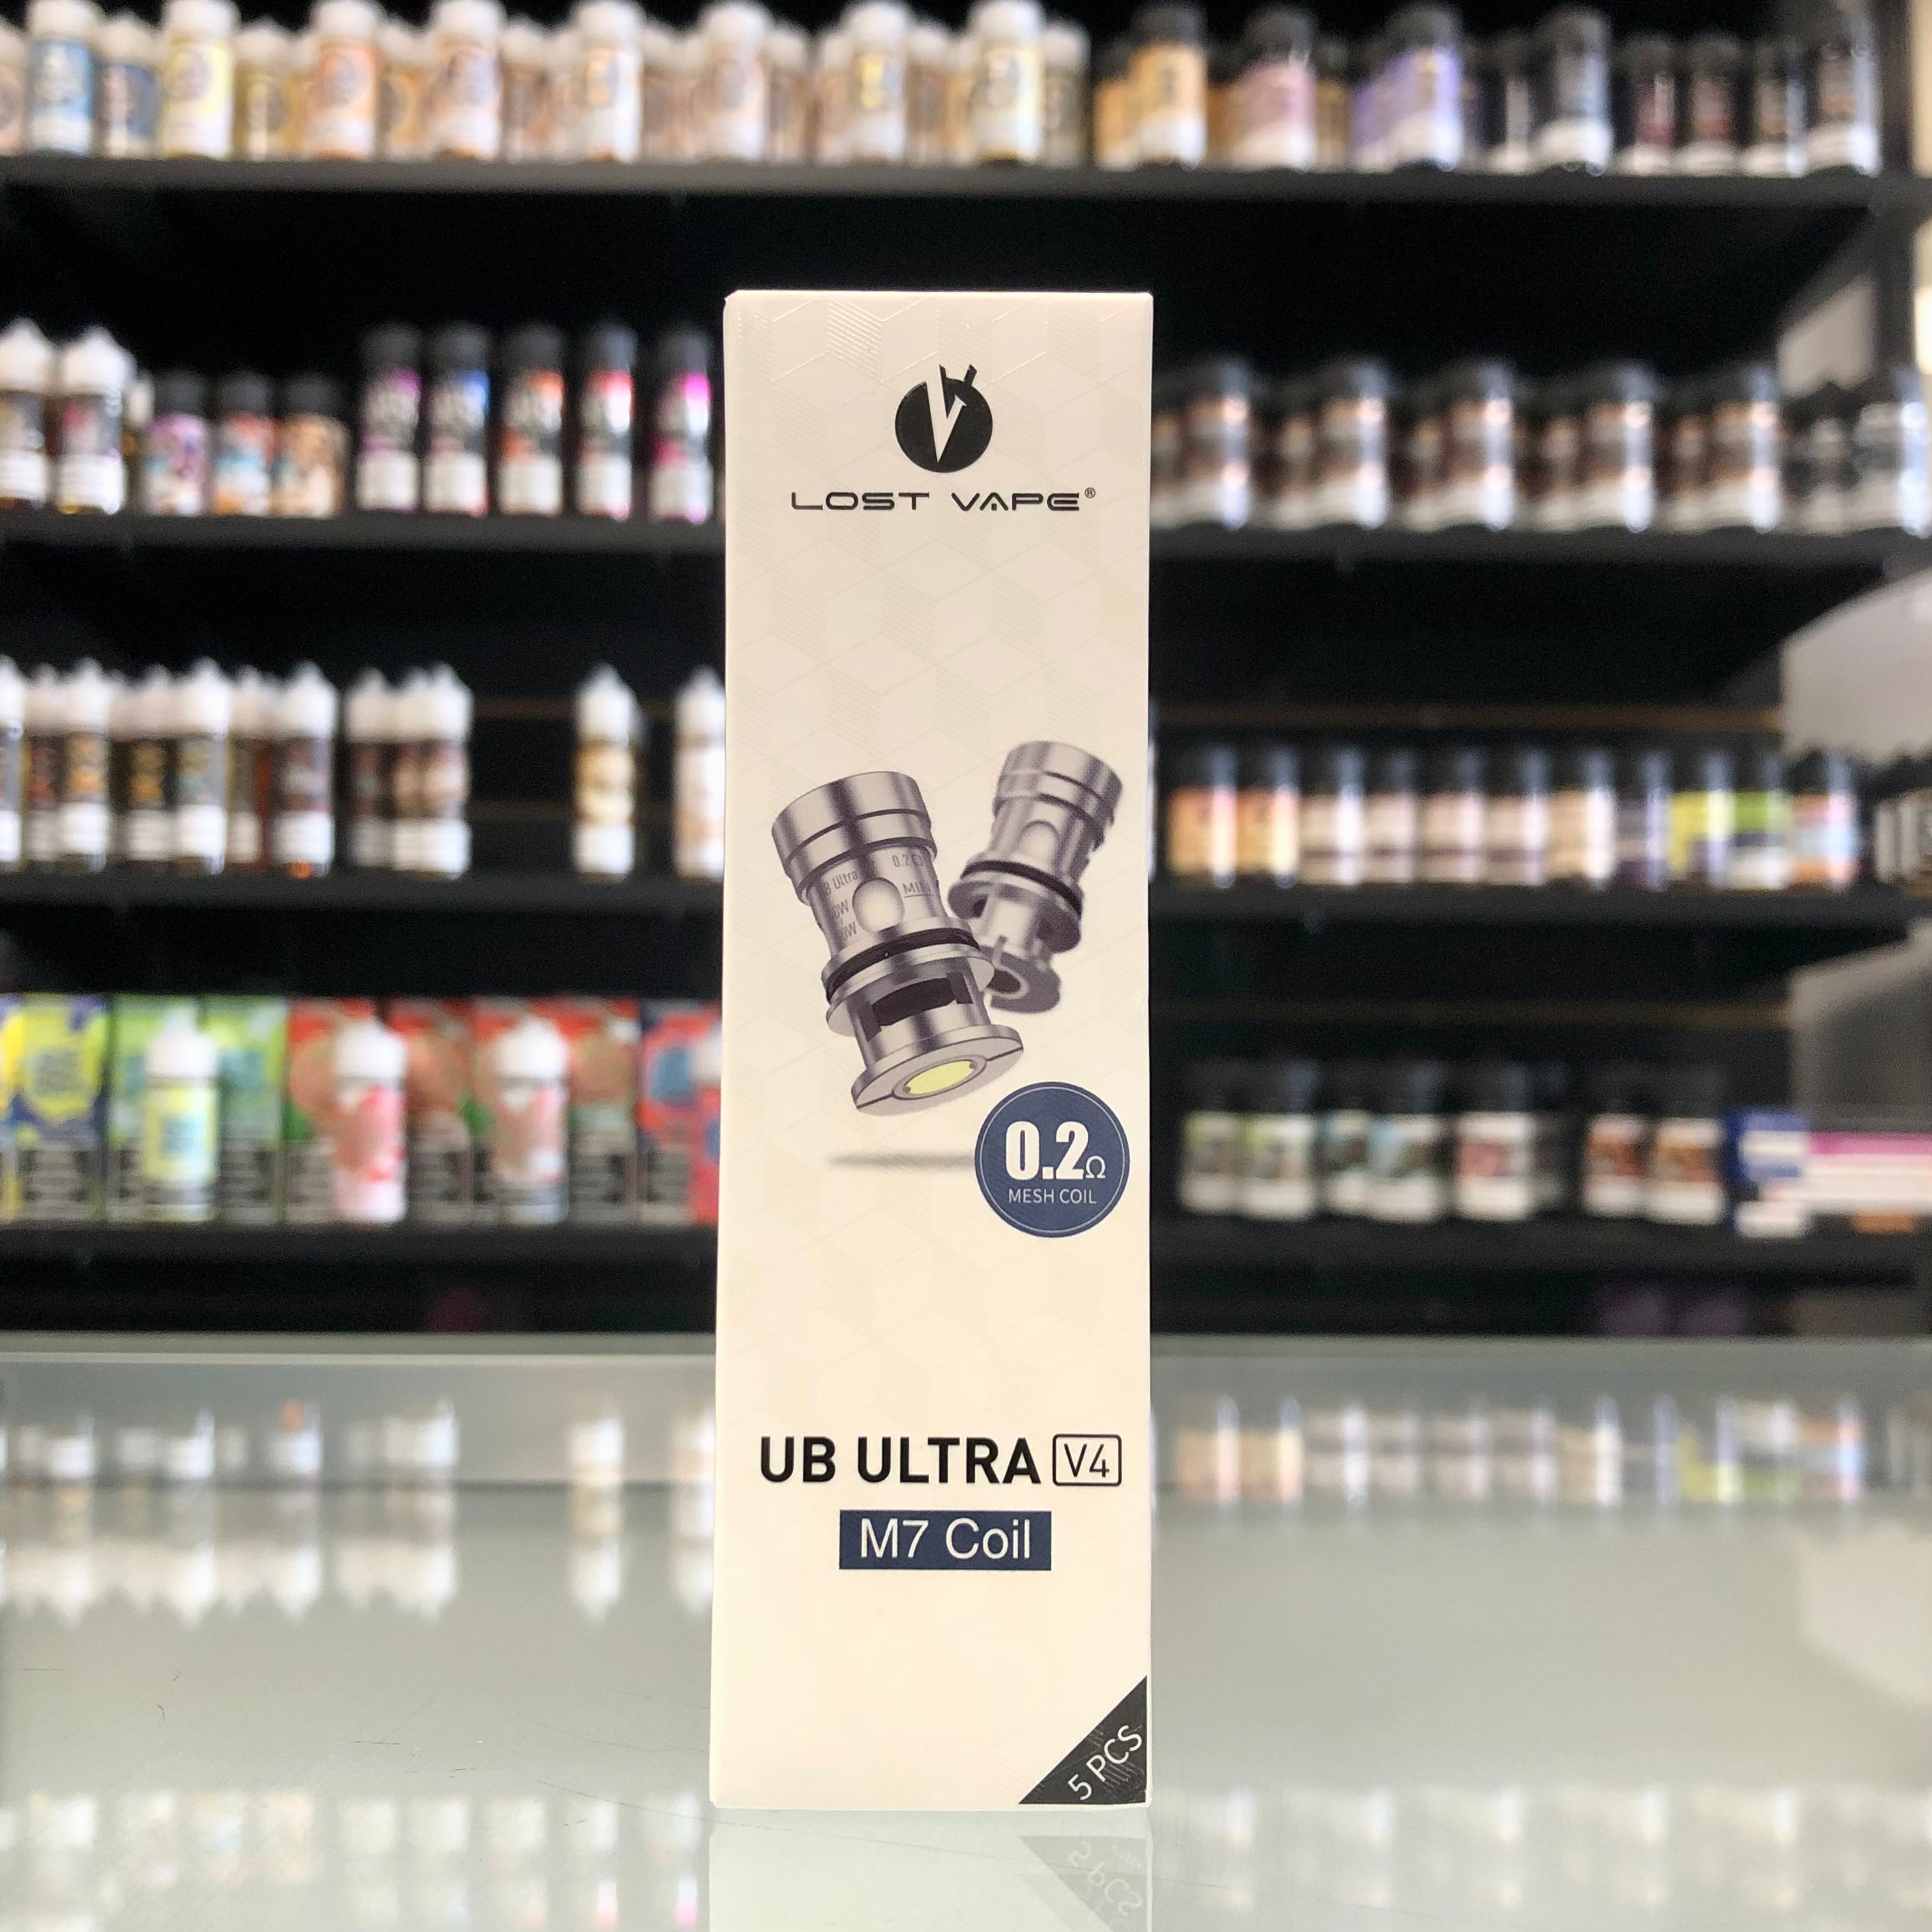 LOST VAPE®
0.2Ω
MESH COIL
UB ULTRA V4
M7 Coil
5 PCS